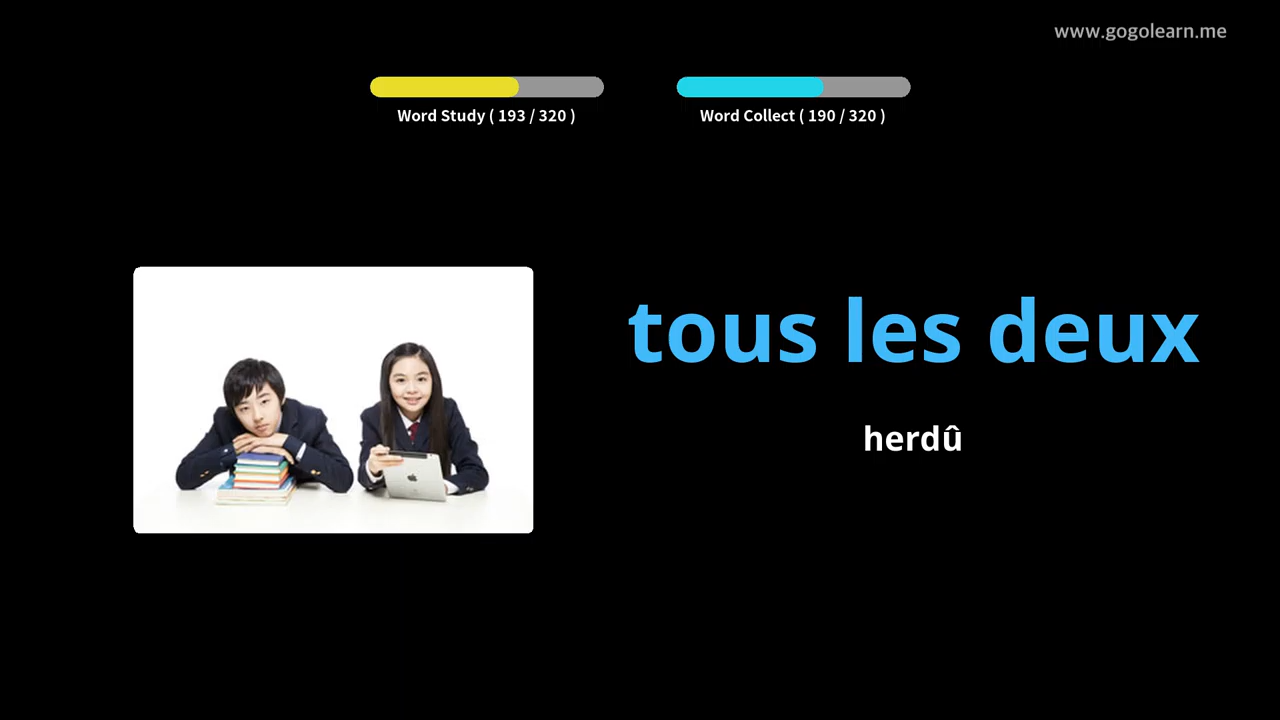 www.gogolearn.me
Word Study ( 193 / 320 )
Word Collect ( 190 / 320 )
tous les deux
herdû